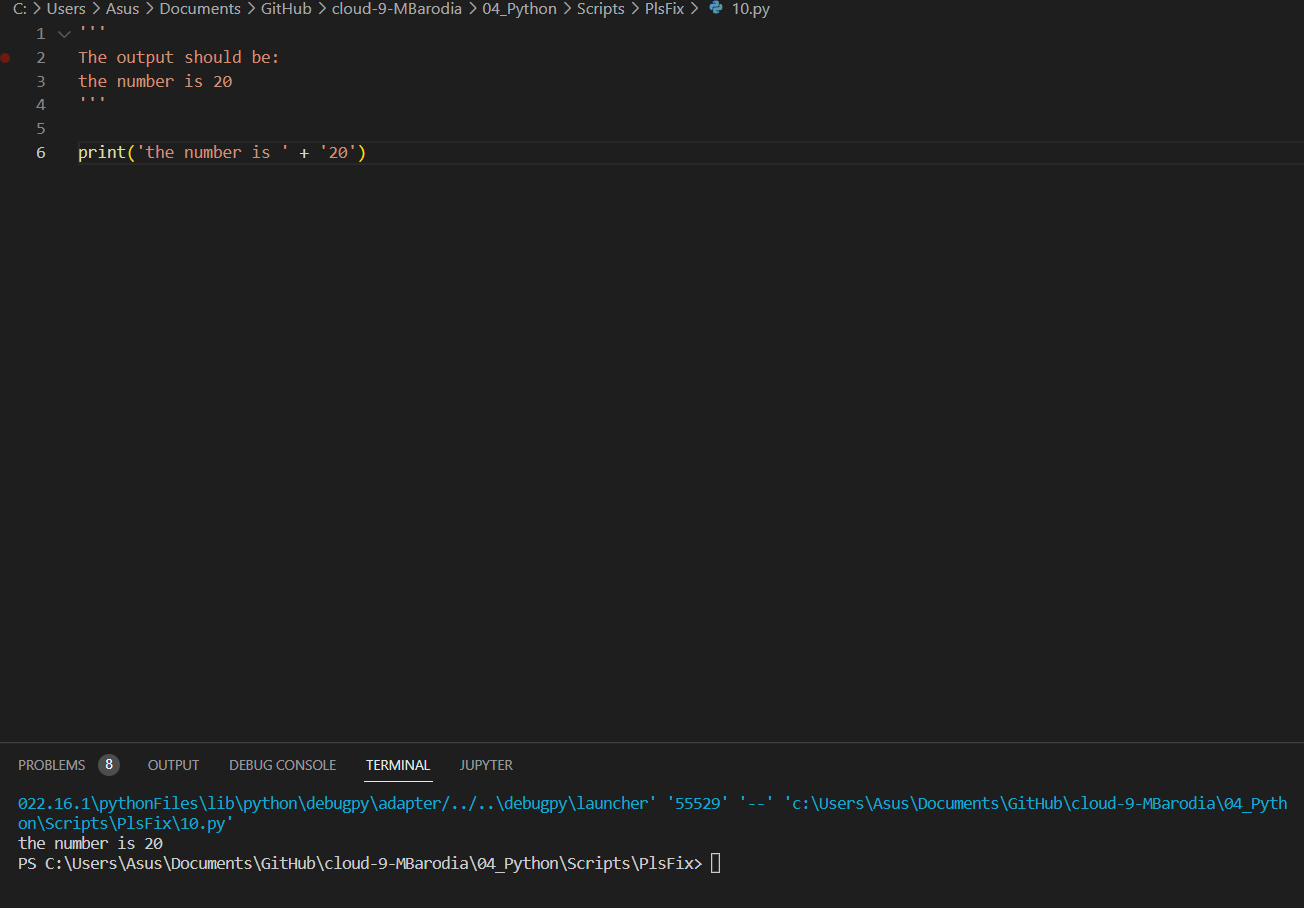 C: > Users > Asus > Documents > GitHub > cloud-9-MBarodia > 04_Python > Scripts > PlsFix > 10.py
1 '''
2 The output should be:
3 the number is 20
4 '''
5
6 print('the number is ' + '20')
PROBLEMS 8 OUTPUT DEBUG CONSOLE TERMINAL JUPYTER
022.16.1\pythonFiles\lib\python\debugpy\adapter/../..\debugpy\launcher' '55529' '--' 'c:\Users\Asus\Documents\GitHub\cloud-9-MBarodia\04_Pyth
on\Scripts\PlsFix\10.py'
the number is 20
PS C:\Users\Asus\Documents\GitHub\cloud-9-MBarodia\04_Python\Scripts\PlsFix>